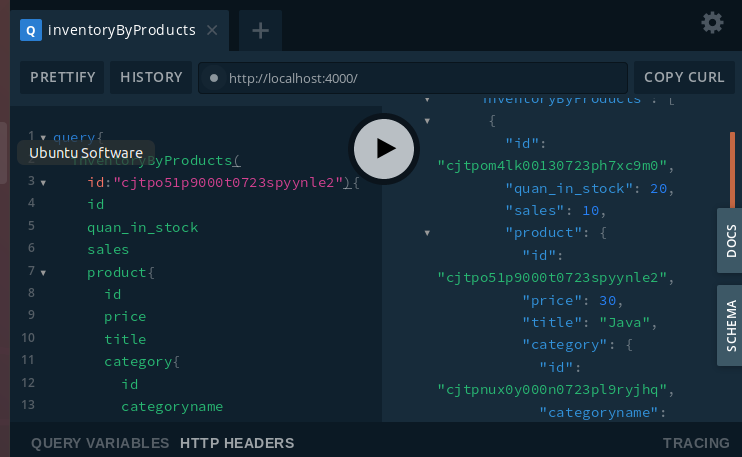 Q inventoryByProducts × +
PRETTIFY HISTORY http://localhost:4000/ COPY CURL
1 query{
Ubuntu Software
inventoryByProducts(
3 id:"cjtpo51p9000t0723spyynle2"){
4 id
5 quan_in_stock
6 sales
7 product{
8 id
9 price
10 title
11 category{
12 id
13 categoryname
"inventoryByProducts": [
{
"id":
"cjtpom4lk00130723ph7xc9m0",
"quan_in_stock": 20,
"sales": 10,
"product": {
"id":
"cjtpo51p9000t0723spyynle2",
"price": 30,
"title": "Java",
"category": {
"id":
"cjtpnux0y000n0723pl9ryjhq",
"categoryname":
DOCS
SCHEMA
QUERY VARIABLES HTTP HEADERS TRACING